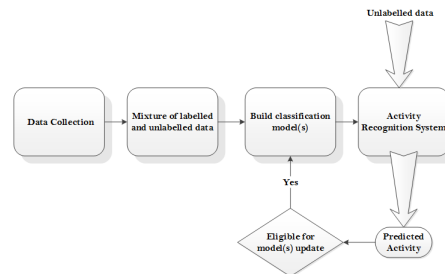 Unlabelled data
Data Collection
Mixture of labelled
and unlabelled data
Build classification
model(s)
Activity
Recognition System
Yes
Eligible for
model(s) update
Predicted
Activity